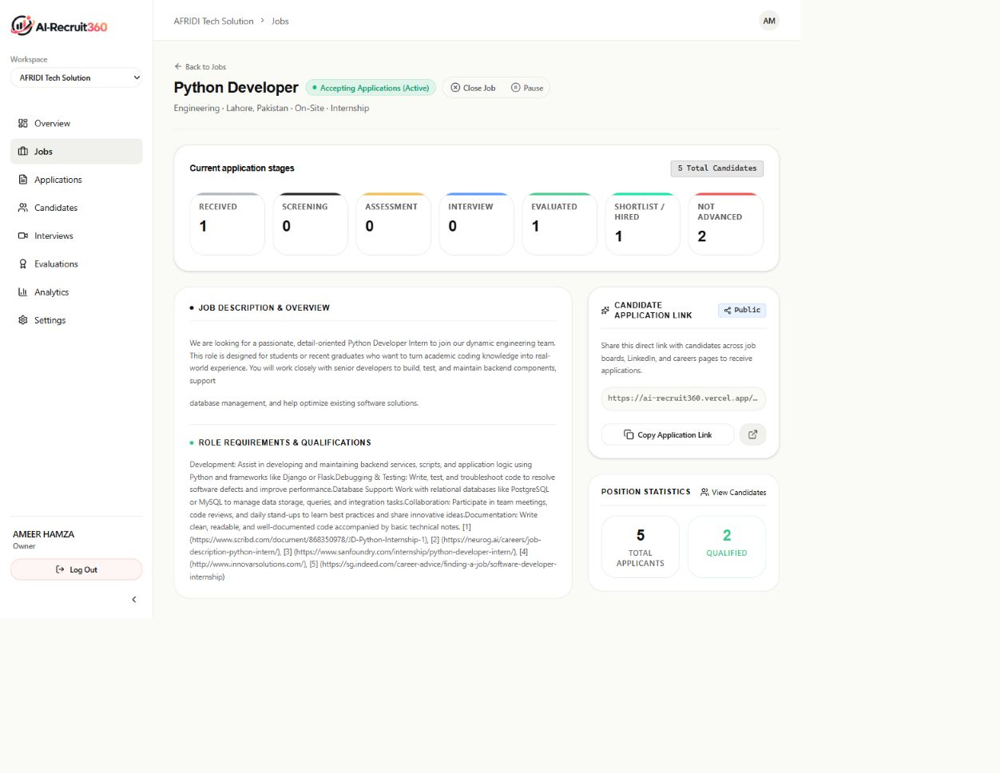 AI-Recruit360
AFRIDI Tech Solution
Jobs
AM
Workspace
AFRIDI Tech Solution
Overview
Jobs
Applications
Candidates
Interviews
Evaluations
Analytics
Settings
AMEER HAMZA
Owner
Log Out
Back to Jobs
Python Developer
Accepting Applications (Active)
Close Job
Pause
Engineering · Lahore, Pakistan · On-Site · Internship
Current application stages
5 Total Candidates
RECEIVED
1
SCREENING
0
ASSESSMENT
0
INTERVIEW
0
EVALUATED
1
SHORTLIST /
HIRED
1
NOT
ADVANCED
2
JOB DESCRIPTION & OVERVIEW
We are looking for a passionate, detail-oriented Python Developer Intern to join our dynamic engineering team.
This role is designed for students or recent graduates who want to turn academic coding knowledge into real-
world experience. You will work closely with senior developers to build, test, and maintain backend components,
support
database management, and help optimize existing software solutions.
ROLE REQUIREMENTS & QUALIFICATIONS
Development: Assist in developing and maintaining backend services, scripts, and application logic using
Python and frameworks like Django or Flask.Debugging & Testing: Write, test, and troubleshoot code to resolve
software defects and improve performance.Database Support: Work with relational databases like PostgreSQL
or MySQL to manage data storage, queries, and integration tasks.Collaboration: Participate in team meetings,
code reviews, and daily stand-ups to learn best practices and share innovative ideas.Documentation: Write
clean, readable, and well-documented code accompanied by basic technical notes. [1]
(https://www.scribd.com/document/868350978/JD-Python-Internship-1), [2] (https://neurog.ai/careers/job-
description-python-intern/), [3] (https://www.sanfoundry.com/internship/python-developer-intern/), [4]
(http://www.innovarsolutions.com/), [5] (https://sg.indeed.com/career-advice/finding-a-job/software-developer-
internship)
CANDIDATE
APPLICATION LINK
Public
Share this direct link with candidates across job
boards, LinkedIn, and careers pages to receive
applications.
https://ai-recruit360.vercel.app/…
Copy Application Link
POSITION STATISTICS
View Candidates
5
TOTAL
APPLICANTS
2
QUALIFIED